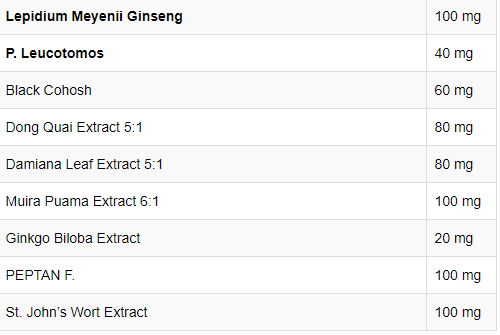 Lepidium Meyenii Ginseng 100 mg
P. Leucotomos 40 mg
Black Cohosh 60 mg
Dong Quai Extract 5:1 80 mg
Damiana Leaf Extract 5:1 80 mg
Muira Puama Extract 6:1 100 mg
Ginkgo Biloba Extract 20 mg
PEPTAN F. 100 mg
St. John’s Wort Extract 100 mg